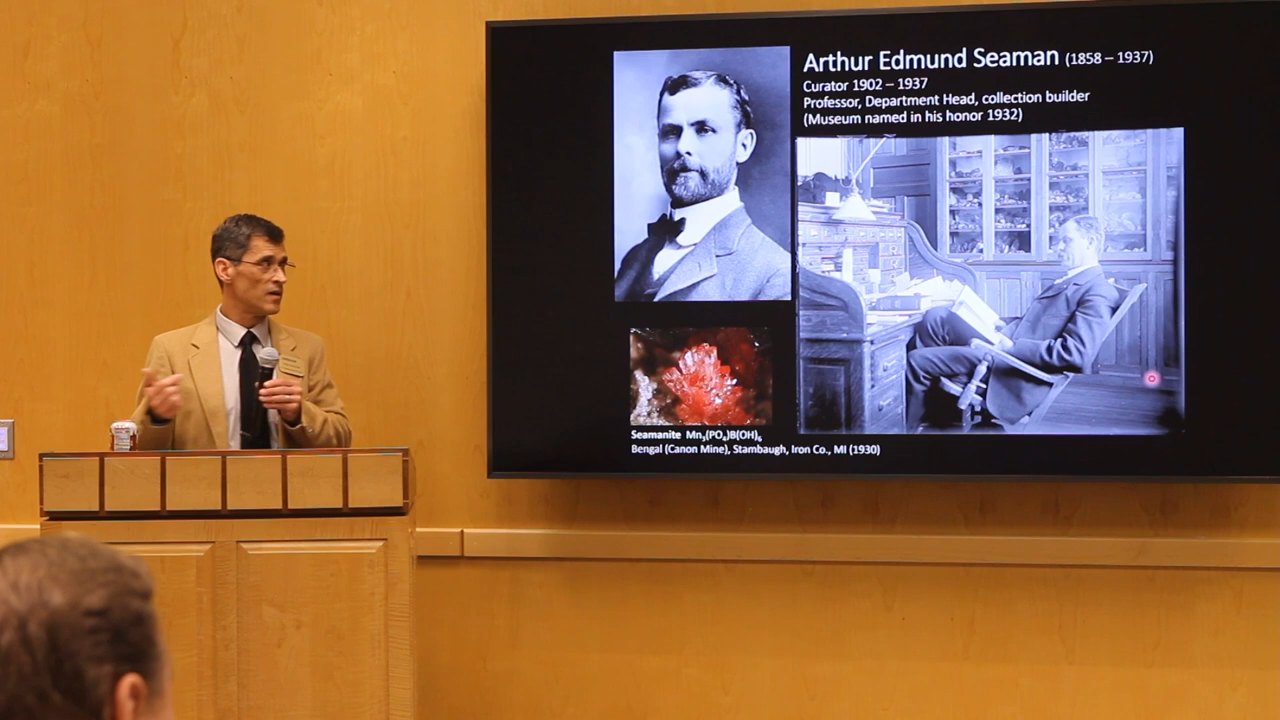 Arthur Edmund Seaman (1858 – 1937)
Curator 1902 – 1937
Professor, Department Head, collection builder
(Museum named in his honor 1932)
Seamanite Mn₃(PO₄)B(OH)₆
Bengal (Canon Mine), Stambaugh, Iron Co., MI (1930)